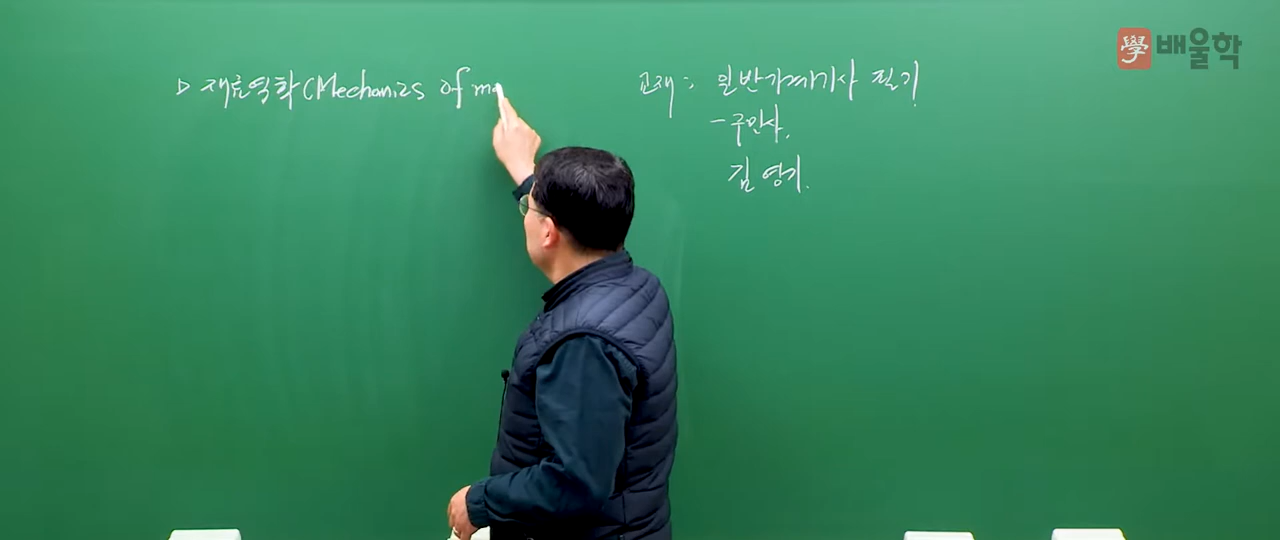 ▷ 재료역학 (Mechanics of ma
교재 : 일반기계기사 필기
- 구민사.
김영기.
學 배울학